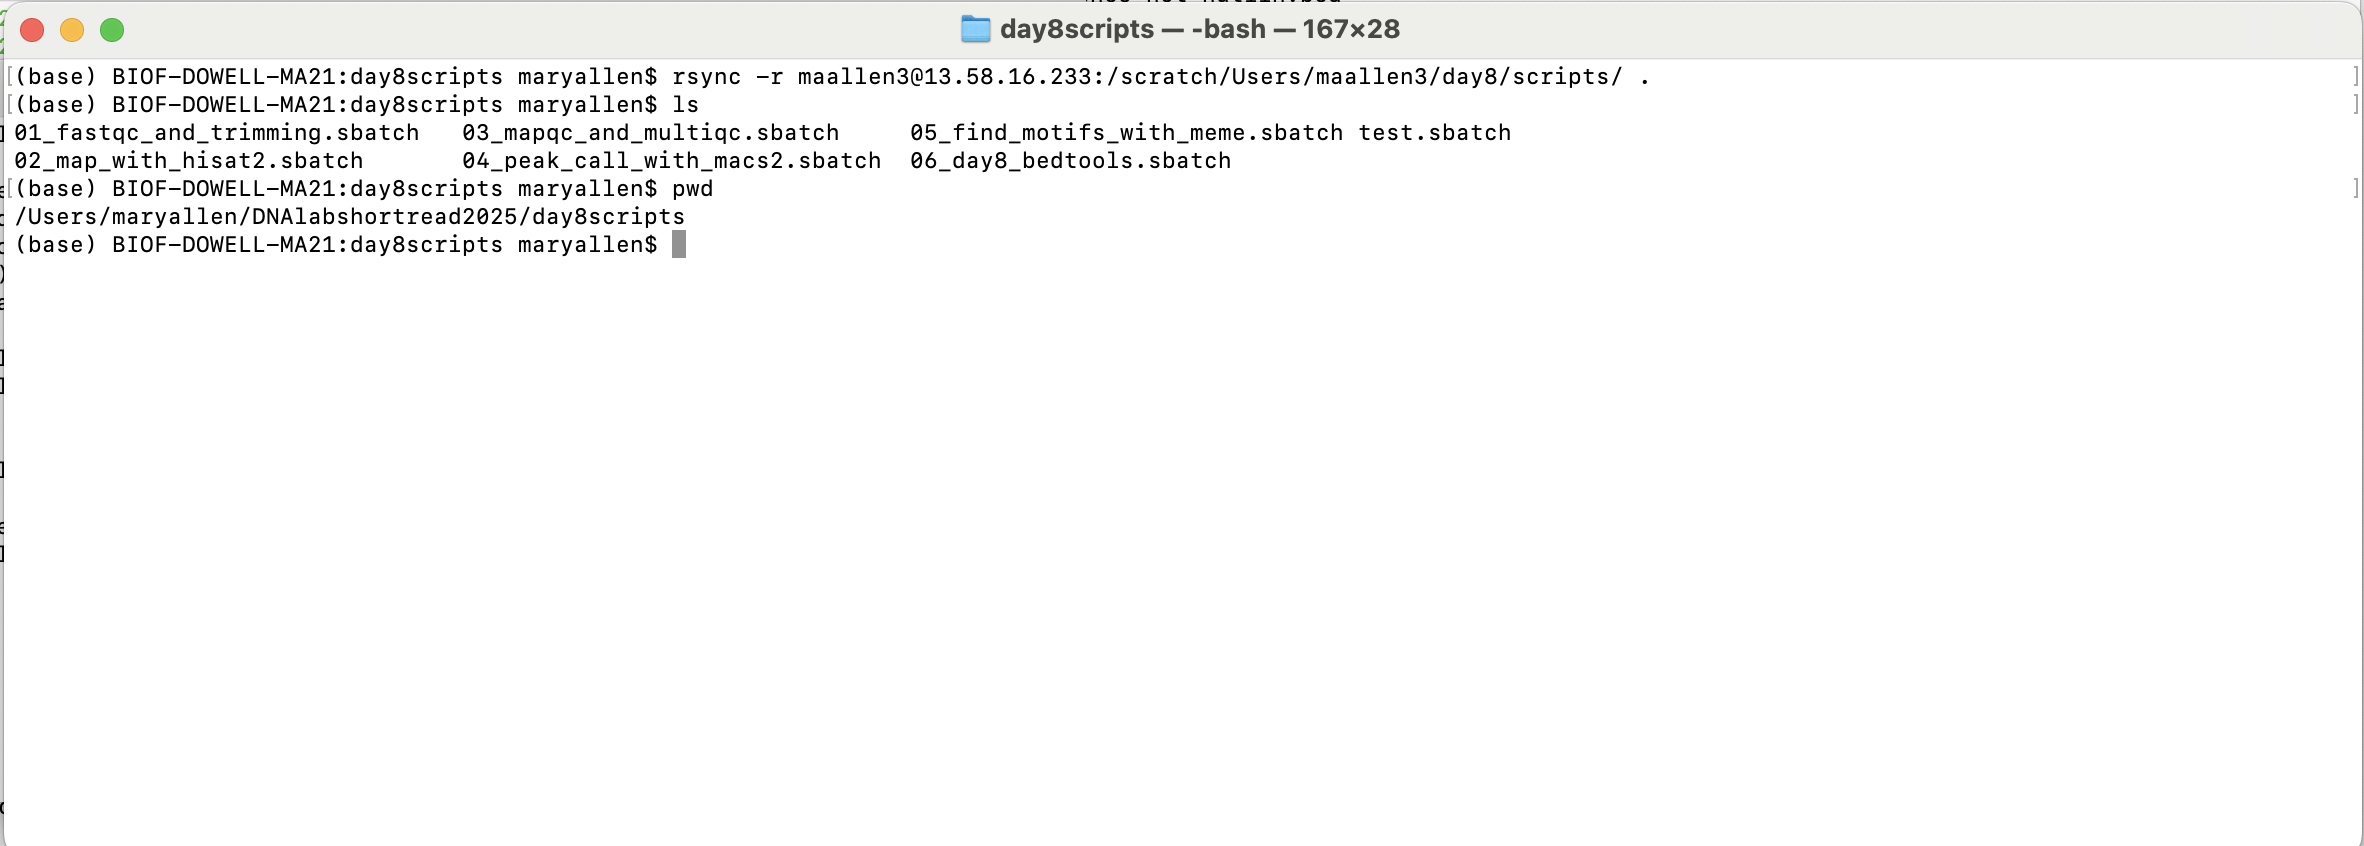 day8scripts — -bash — 167×28
(base) BIOF-DOWELL-MA21:day8scripts maryallen$ rsync -r maallen3@13.58.16.233:/scratch/Users/maallen3/day8/scripts/ .
(base) BIOF-DOWELL-MA21:day8scripts maryallen$ ls
01_fastqc_and_trimming.sbatch 03_mapqc_and_multiqc.sbatch 05_find_motifs_with_meme.sbatch test.sbatch
02_map_with_hisat2.sbatch 04_peak_call_with_macs2.sbatch 06_day8_bedtools.sbatch
(base) BIOF-DOWELL-MA21:day8scripts maryallen$ pwd
/Users/maryallen/DNAlabshortread2025/day8scripts
(base) BIOF-DOWELL-MA21:day8scripts maryallen$